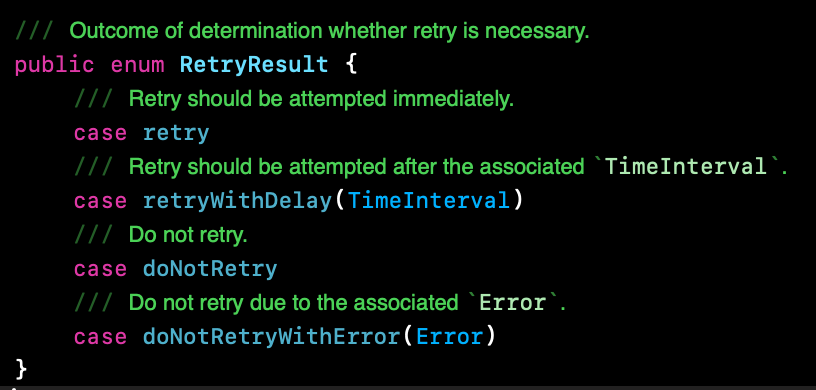 /// Outcome of determination whether retry is necessary.
public enum RetryResult {
/// Retry should be attempted immediately.
case retry
/// Retry should be attempted after the associated `TimeInterval`.
case retryWithDelay(TimeInterval)
/// Do not retry.
case doNotRetry
/// Do not retry due to the associated `Error`.
case doNotRetryWithError(Error)
}